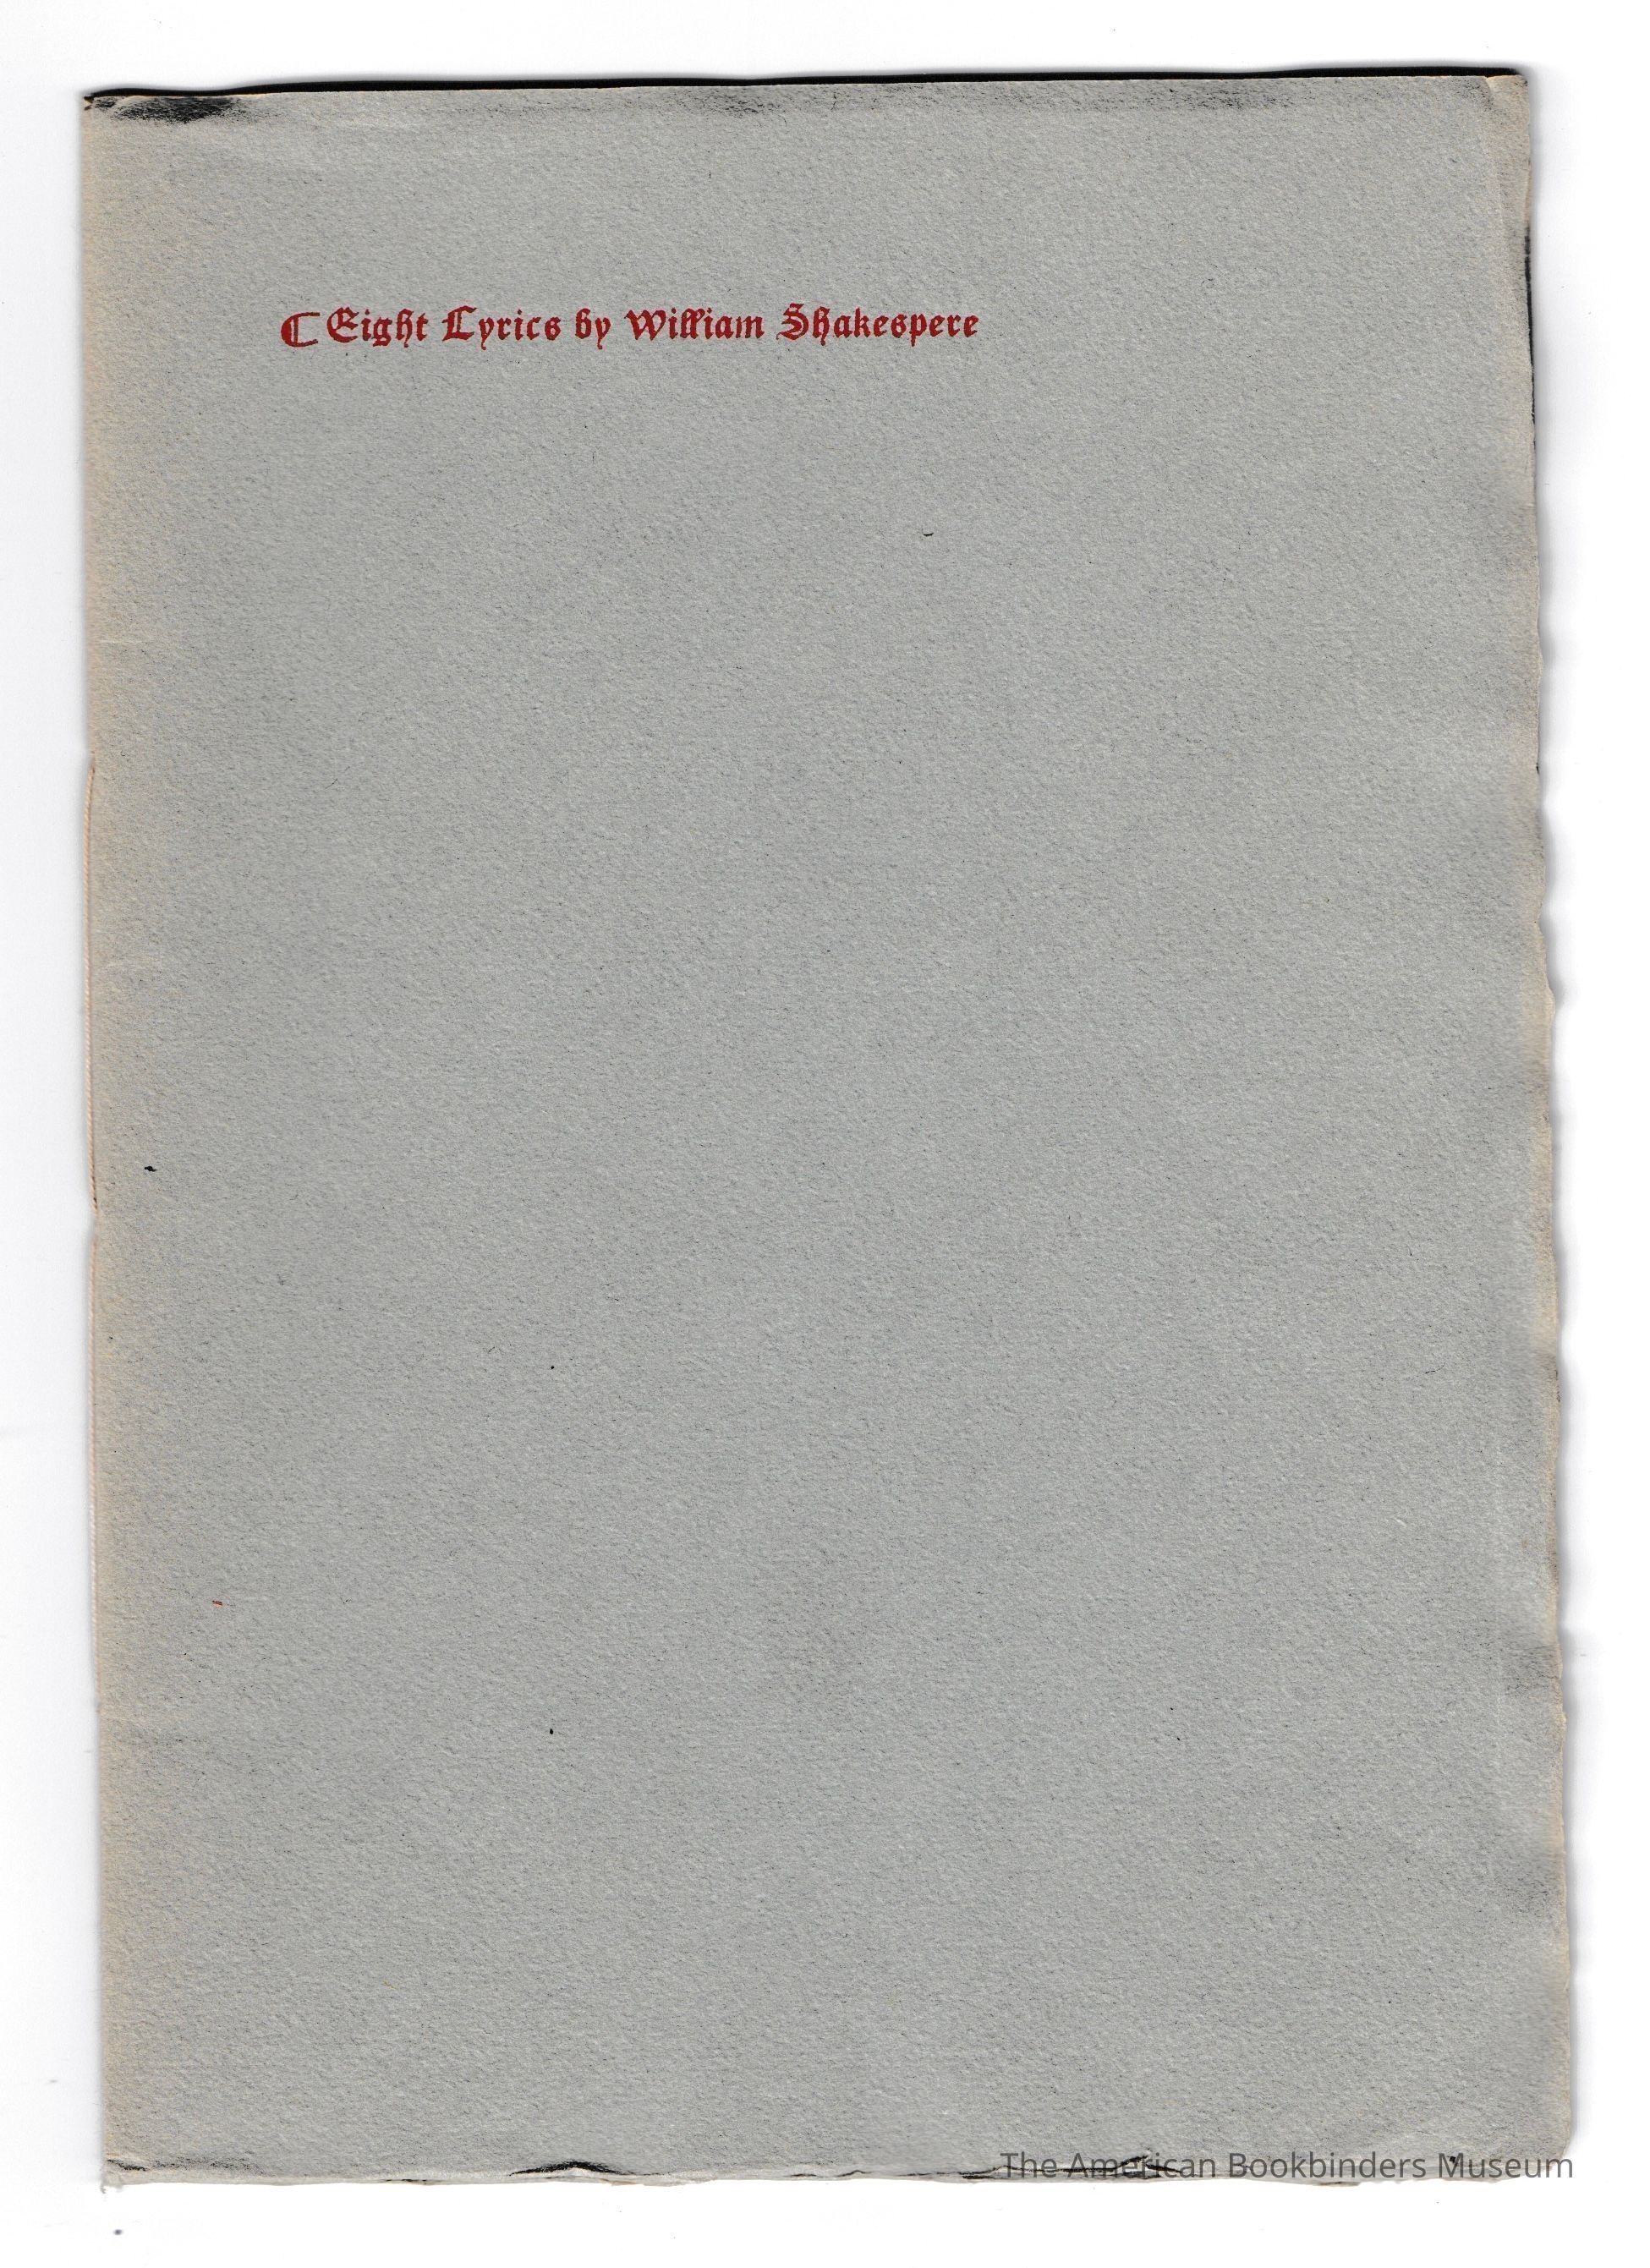 ⸿ Eight Lyrics by William Shakespere
The American Bookbinders Museum